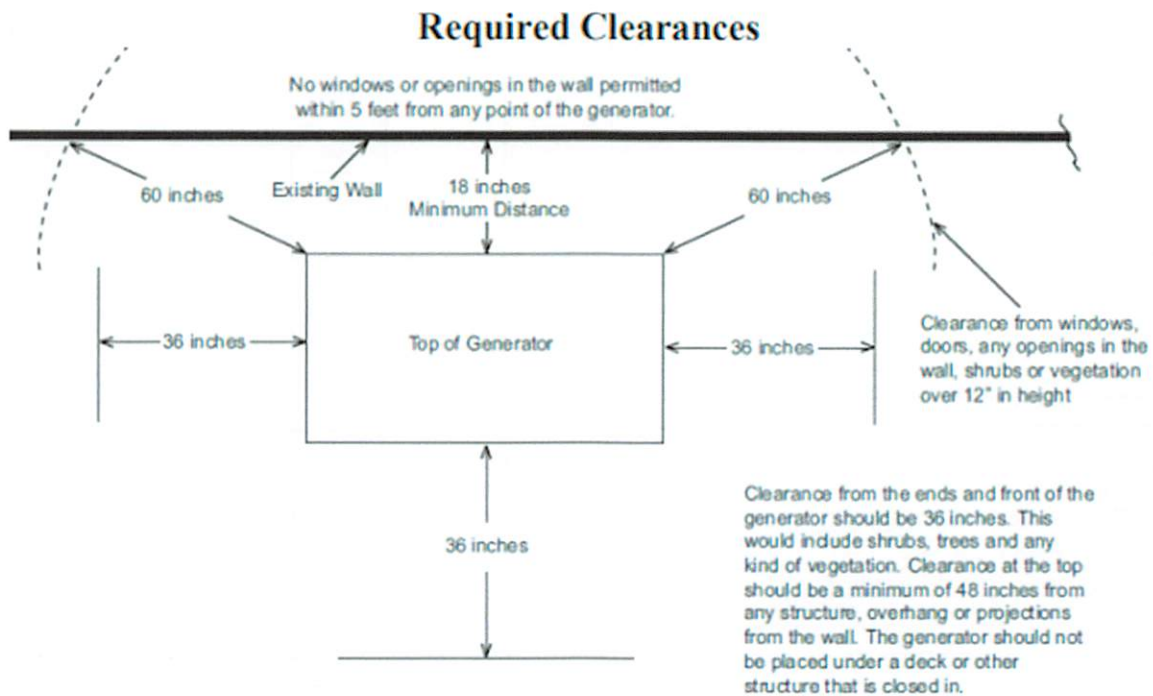 Required Clearances
No windows or openings in the wall permitted
within 5 feet from any point of the generator.
60 inches
Existing Wall
18 inches
Minimum Distance
60 inches
36 inches
Top of Generator
36 inches
Clearance from windows,
doors, any openings in the
wall, shrubs or vegetation
over 12" in height
36 inches
Clearance from the ends and front of the
generator should be 36 inches. This
would include shrubs, trees and any
kind of vegetation. Clearance at the top
should be a minimum of 48 inches from
any structure, overhang or projections
from the wall. The generator should not
be placed under a deck or other
structure that is closed in.